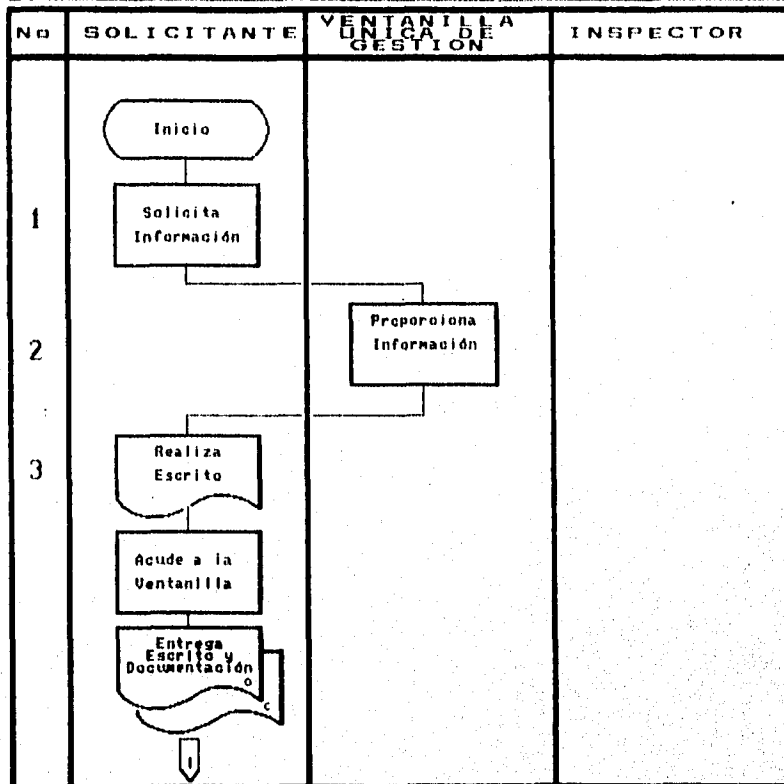 No
SOLICITANTE
VENTANILLA
UNICA DE
GESTION
INSPECTOR
Inicio
1
Solicita
Información
2
Proporciona
Información
3
Realiza
Escrito
Acude a la
Ventanilla
Entrega
Escrito y
Documentación
O
C
1